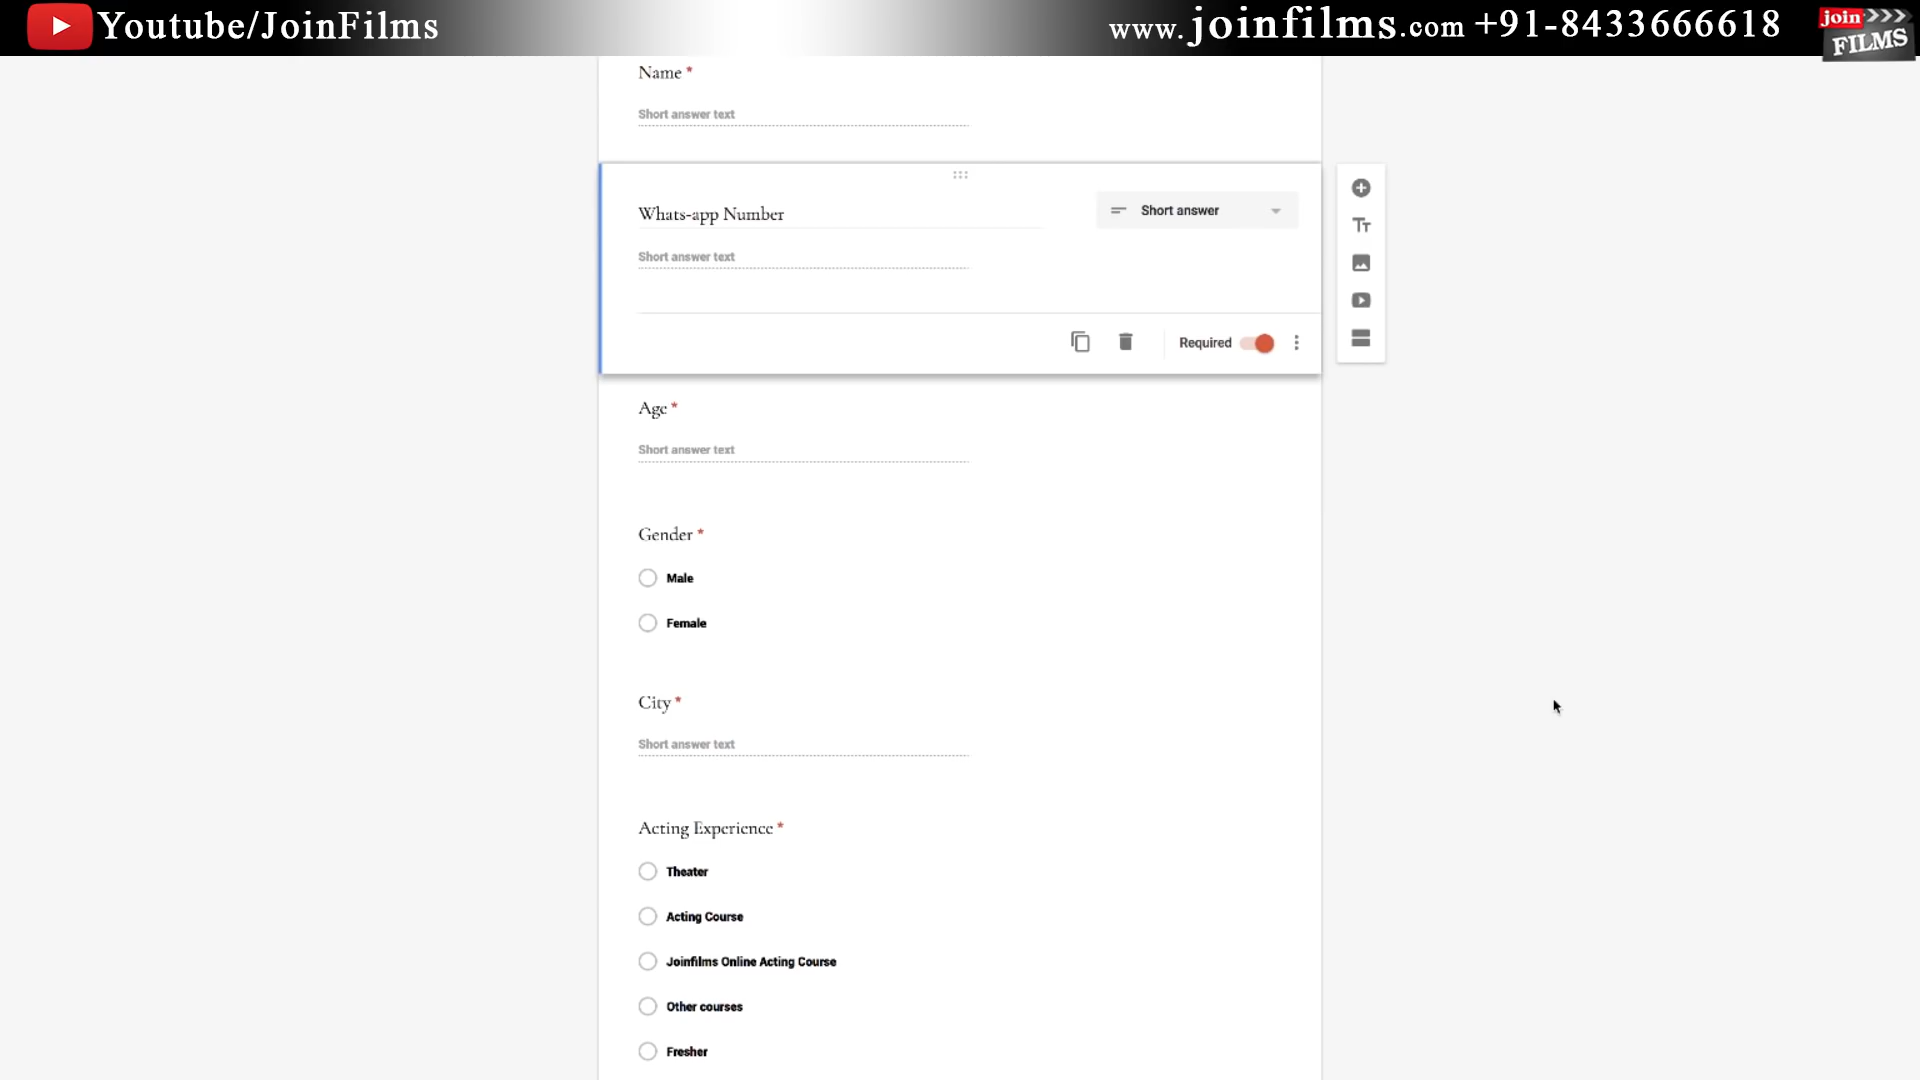 Youtube/JoinFilms
www.joinfilms.com +91-8433666618
join
FILMS
Name *
Short answer text
Whats-app Number
Short answer
Short answer text
Required
Age *
Short answer text
Gender *
Male
Female
City *
Short answer text
Acting Experience *
Theater
Acting Course
Joinfilms Online Acting Course
Other courses
Fresher